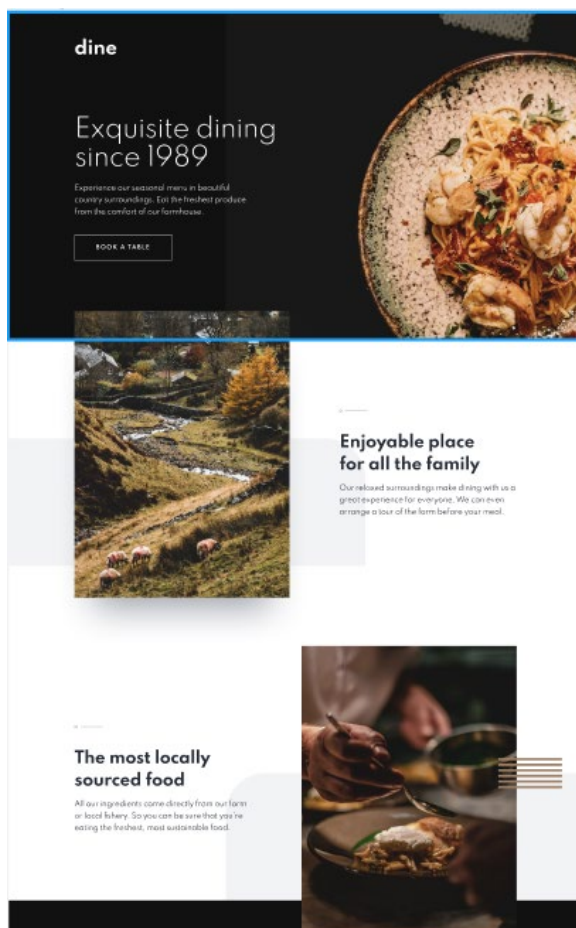 dine
Exquisite dining
since 1989
Experience our seasonal menu in beautiful
country surroundings. Eat the freshest produce
from the comfort of our farmhouse.
BOOK A TABLE
Enjoyable place
for all the family
Our relaxed surroundings make dining with us a
great experience for everyone. We can even
arrange a tour of the farm before your meal.
The most locally
sourced food
All our ingredients come directly from our farm
or local fishery. So you can be sure that you're
eating the freshest, most sustainable food.